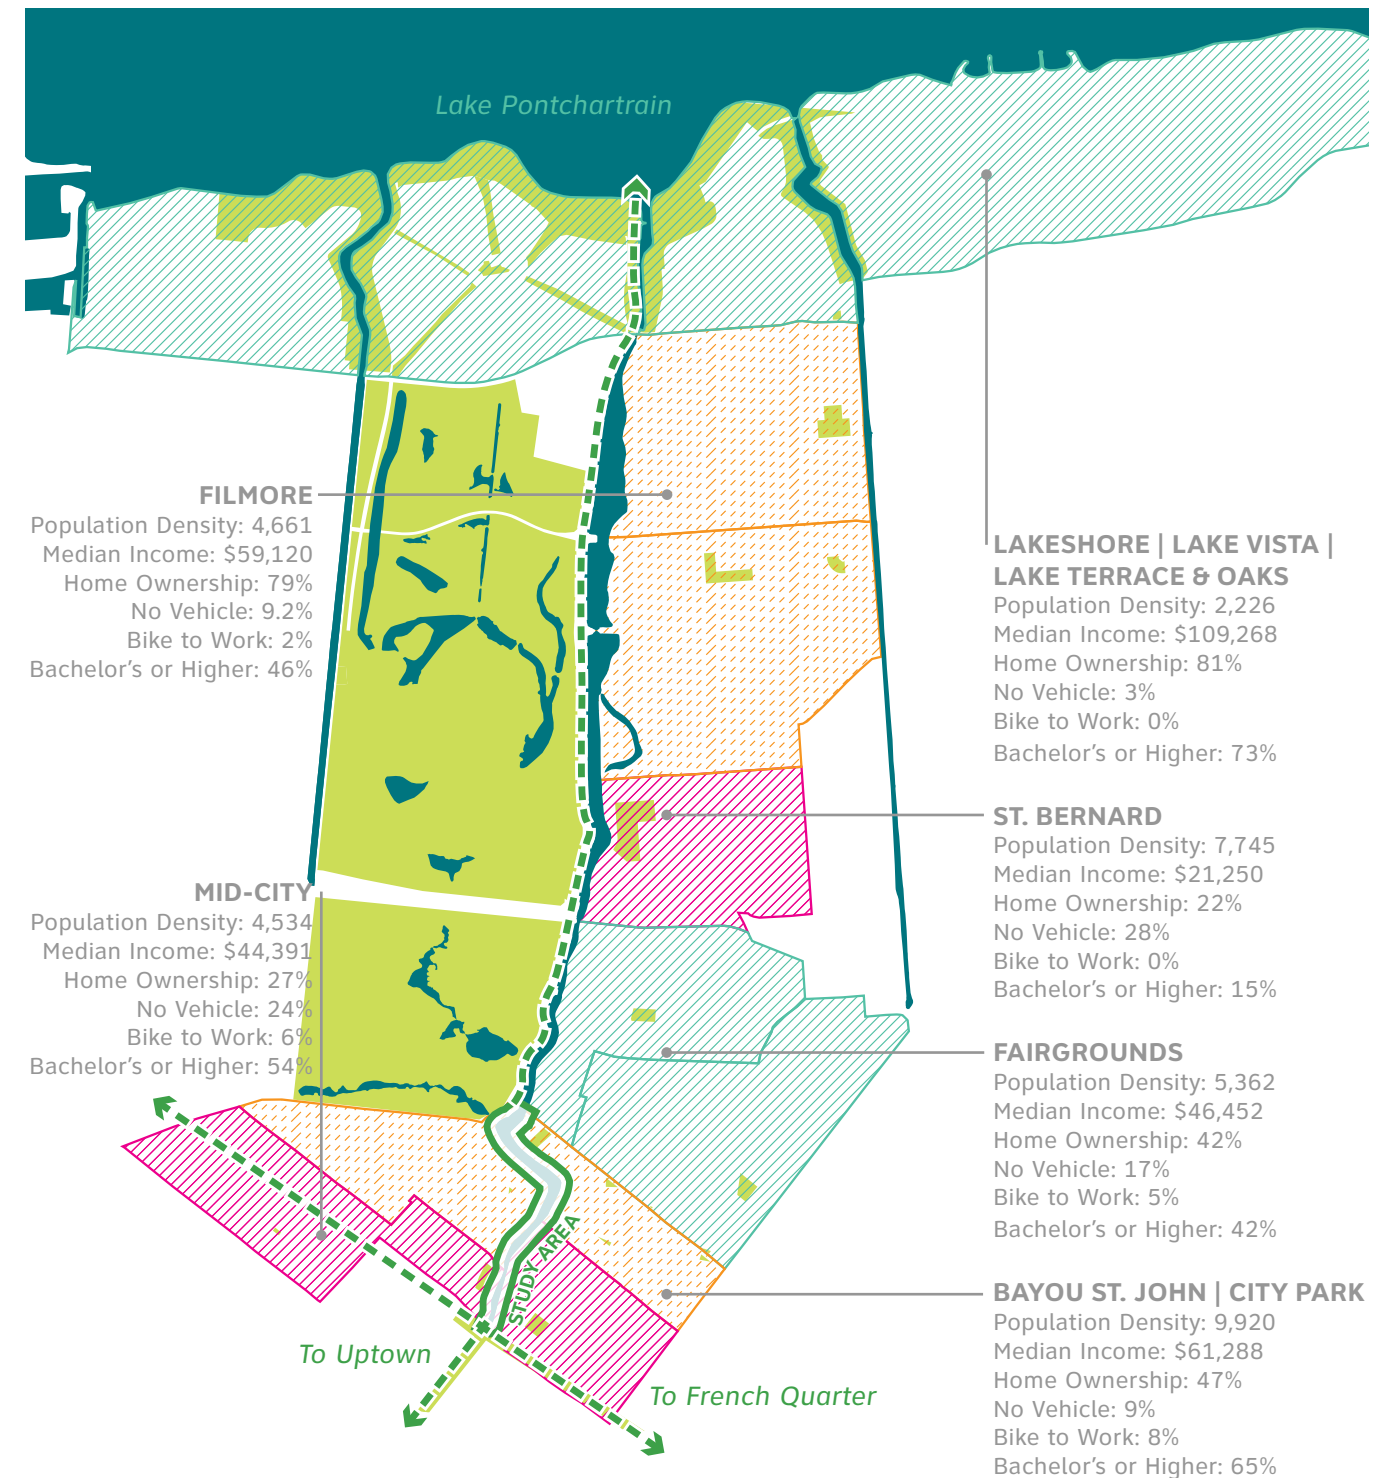 Lake Pontchartrain
FILMORE
Population Density: 4,661
Median Income: $59,120
Home Ownership: 79%
No Vehicle: 9.2%
Bike to Work: 2%
Bachelor’s or Higher: 46%
LAKESHORE | LAKE VISTA |
LAKE TERRACE & OAKS
Population Density: 2,226
Median Income: $109,268
Home Ownership: 81%
No Vehicle: 3%
Bike to Work: 0%
Bachelor’s or Higher: 73%
ST. BERNARD
Population Density: 7,745
Median Income: $21,250
Home Ownership: 22%
No Vehicle: 28%
Bike to Work: 0%
Bachelor’s or Higher: 15%
MID-CITY
Population Density: 4,534
Median Income: $44,391
Home Ownership: 27%
No Vehicle: 24%
Bike to Work: 6%
Bachelor’s or Higher: 54%
FAIRGROUNDS
Population Density: 5,362
Median Income: $46,452
Home Ownership: 42%
No Vehicle: 17%
Bike to Work: 5%
Bachelor’s or Higher: 42%
STUDY AREA
BAYOU ST. JOHN | CITY PARK
Population Density: 9,920
Median Income: $61,288
Home Ownership: 47%
No Vehicle: 9%
Bike to Work: 8%
Bachelor’s or Higher: 65%
To Uptown
To French Quarter